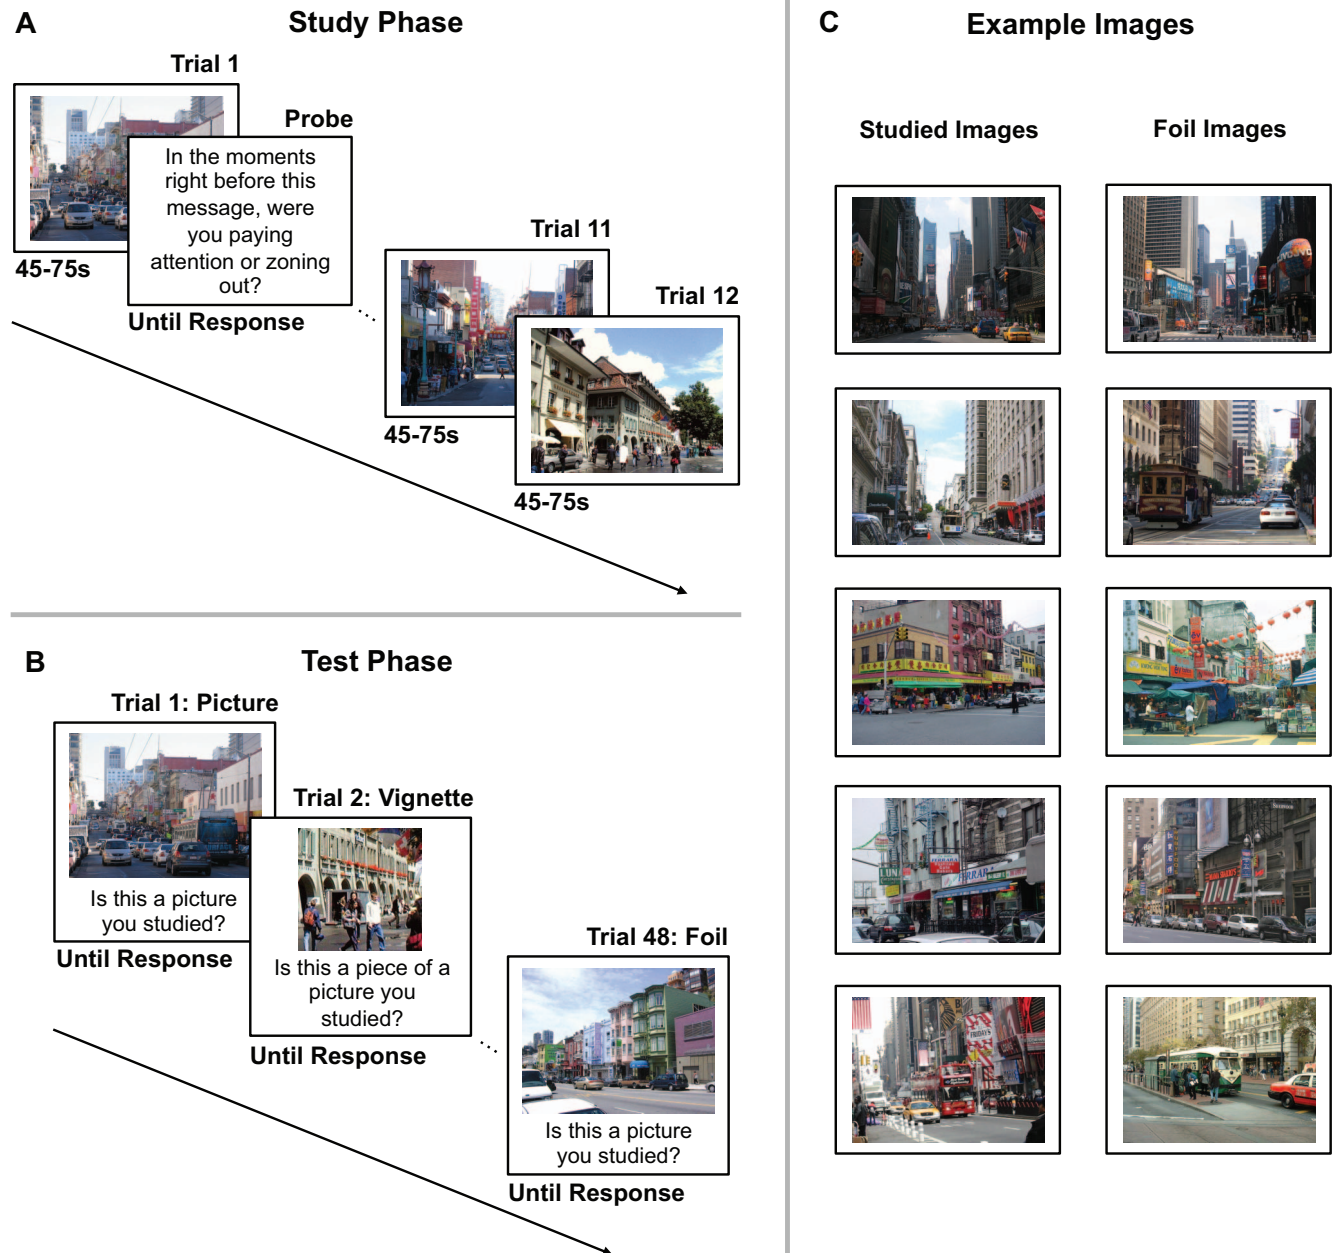 A
Study Phase
Trial 1
Probe
In the moments
right before this
message, were
you paying
attention or zoning
out?
45-75s
Until Response
Trial 11
45-75s
Trial 12
45-75s
B
Test Phase
Trial 1: Picture
Is this a picture
you studied?
Until Response
Trial 2: Vignette
Is this a piece of a
picture you
studied?
Until Response
Trial 48: Foil
Is this a picture
you studied?
Until Response
C
Example Images
Studied Images
Foil Images
FERRARA
FRIDAYS